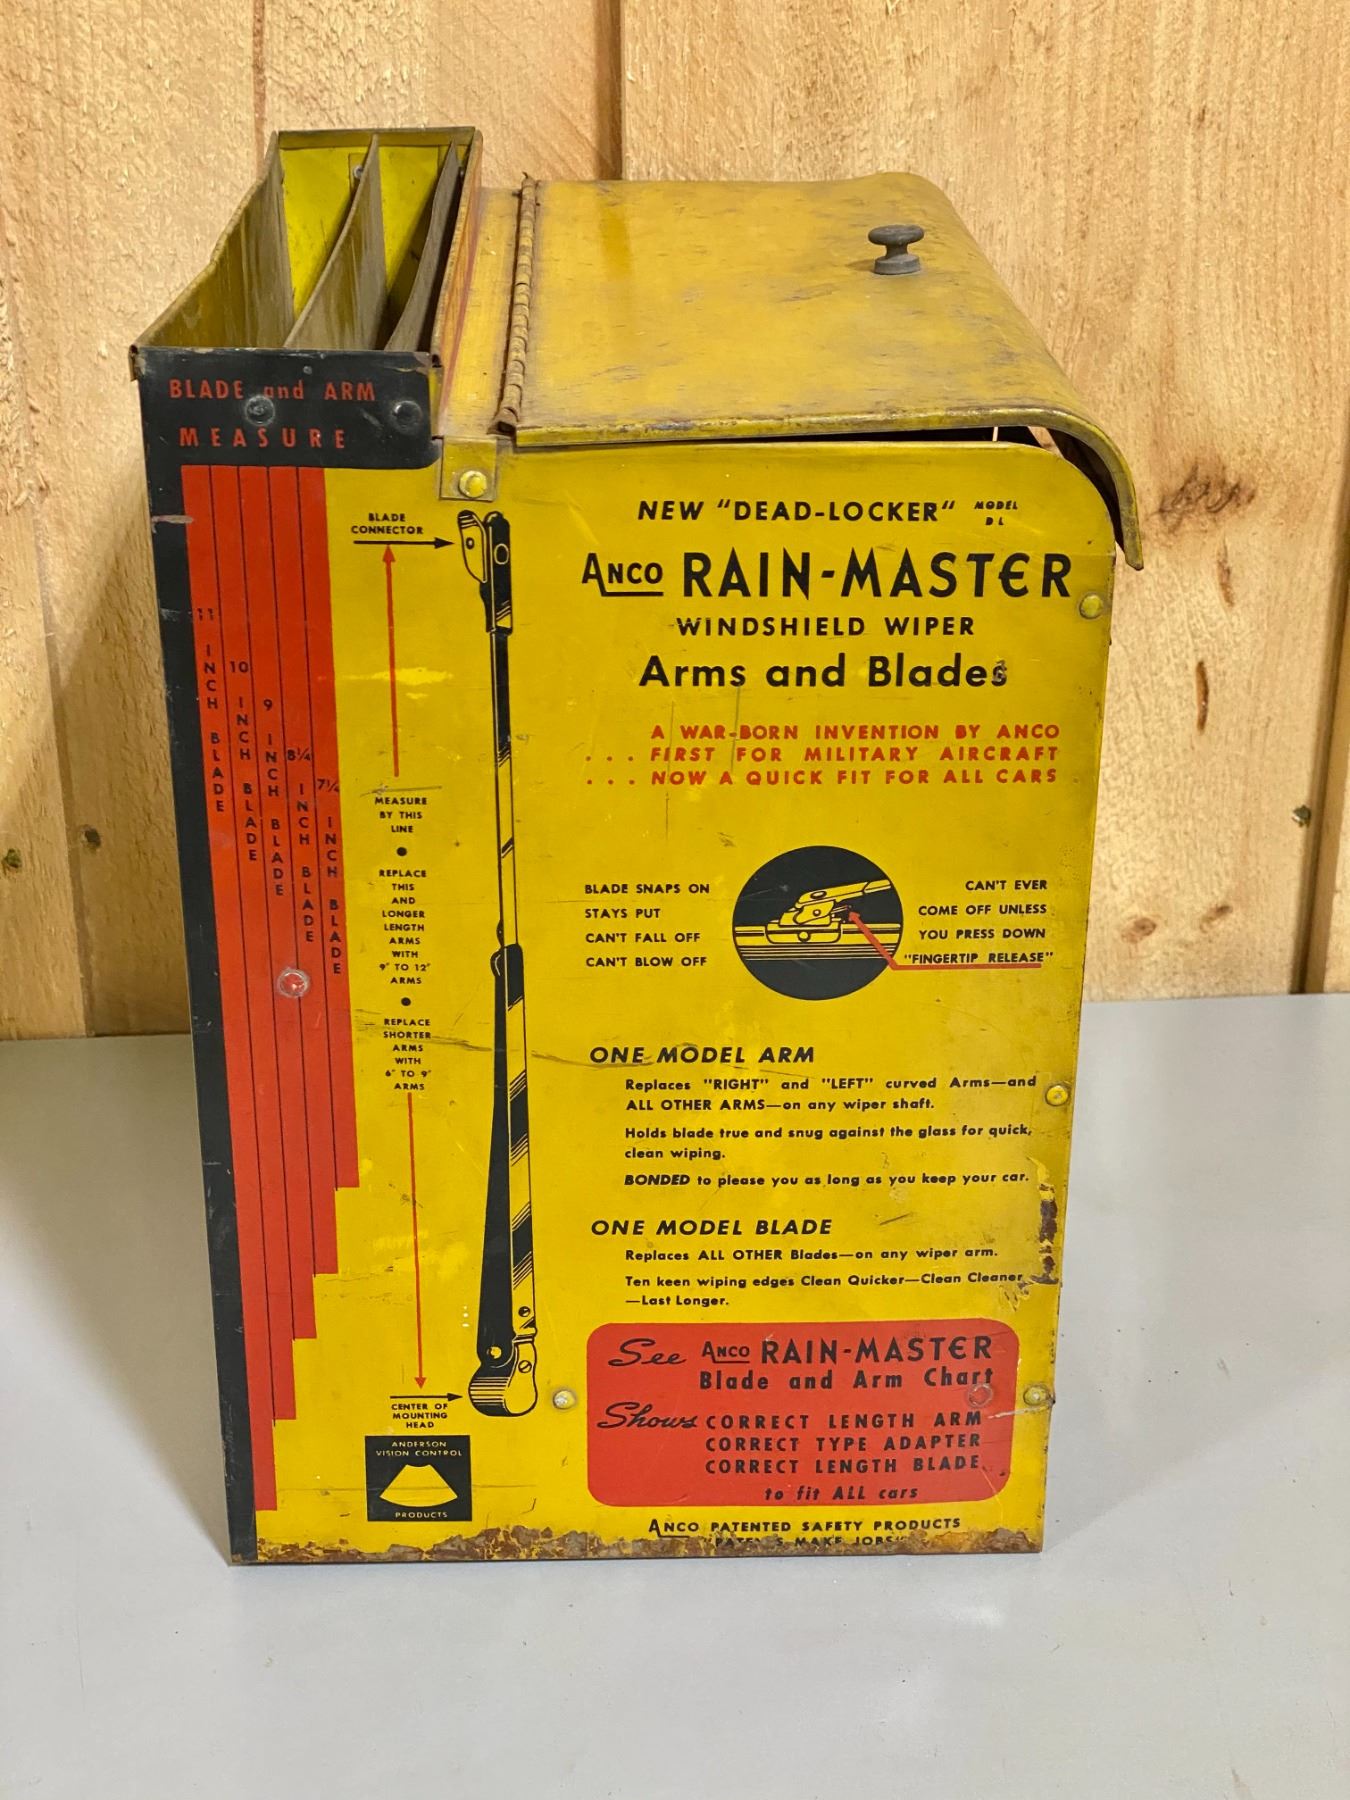 BLADE and ARM
MEASURE
11 INCH BLADE
10 INCH BLADE
9 INCH BLADE
8¼ INCH BLADE
7¼ INCH BLADE
BLADE
CONNECTOR
MEASURE
BY THIS
LINE
REPLACE
THIS
AND
LONGER
LENGTH
ARMS
WITH
9" TO 12"
ARMS
REPLACE
SHORTER
ARMS
WITH
6" TO 9"
ARMS
CENTER OF
MOUNTING
HEAD
ANDERSON
VISION CONTROL
PRODUCTS
NEW "DEAD-LOCKER" MODEL
DL
ANCO RAIN-MASTER
WINDSHIELD WIPER
Arms and Blades
A WAR-BORN INVENTION BY ANCO
... FIRST FOR MILITARY AIRCRAFT
... NOW A QUICK FIT FOR ALL CARS
BLADE SNAPS ON
STAYS PUT
CAN'T FALL OFF
CAN'T BLOW OFF
CAN'T EVER
COME OFF UNLESS
YOU PRESS DOWN
"FINGERTIP RELEASE"
ONE MODEL ARM
Replaces "RIGHT" and "LEFT" curved Arms—and
ALL OTHER ARMS—on any wiper shaft.
Holds blade true and snug against the glass for quick,
clean wiping.
BONDED to please you as long as you keep your car.
ONE MODEL BLADE
Replaces ALL OTHER Blades—on any wiper arm.
Ten keen wiping edges Clean Quicker—Clean Cleaner
—Last Longer.
See ANCO RAIN-MASTER
Blade and Arm Chart
Shows CORRECT LENGTH ARM
CORRECT TYPE ADAPTER
CORRECT LENGTH BLADE
to fit ALL cars
ANCO PATENTED SAFETY PRODUCTS
MAKE JOBS"